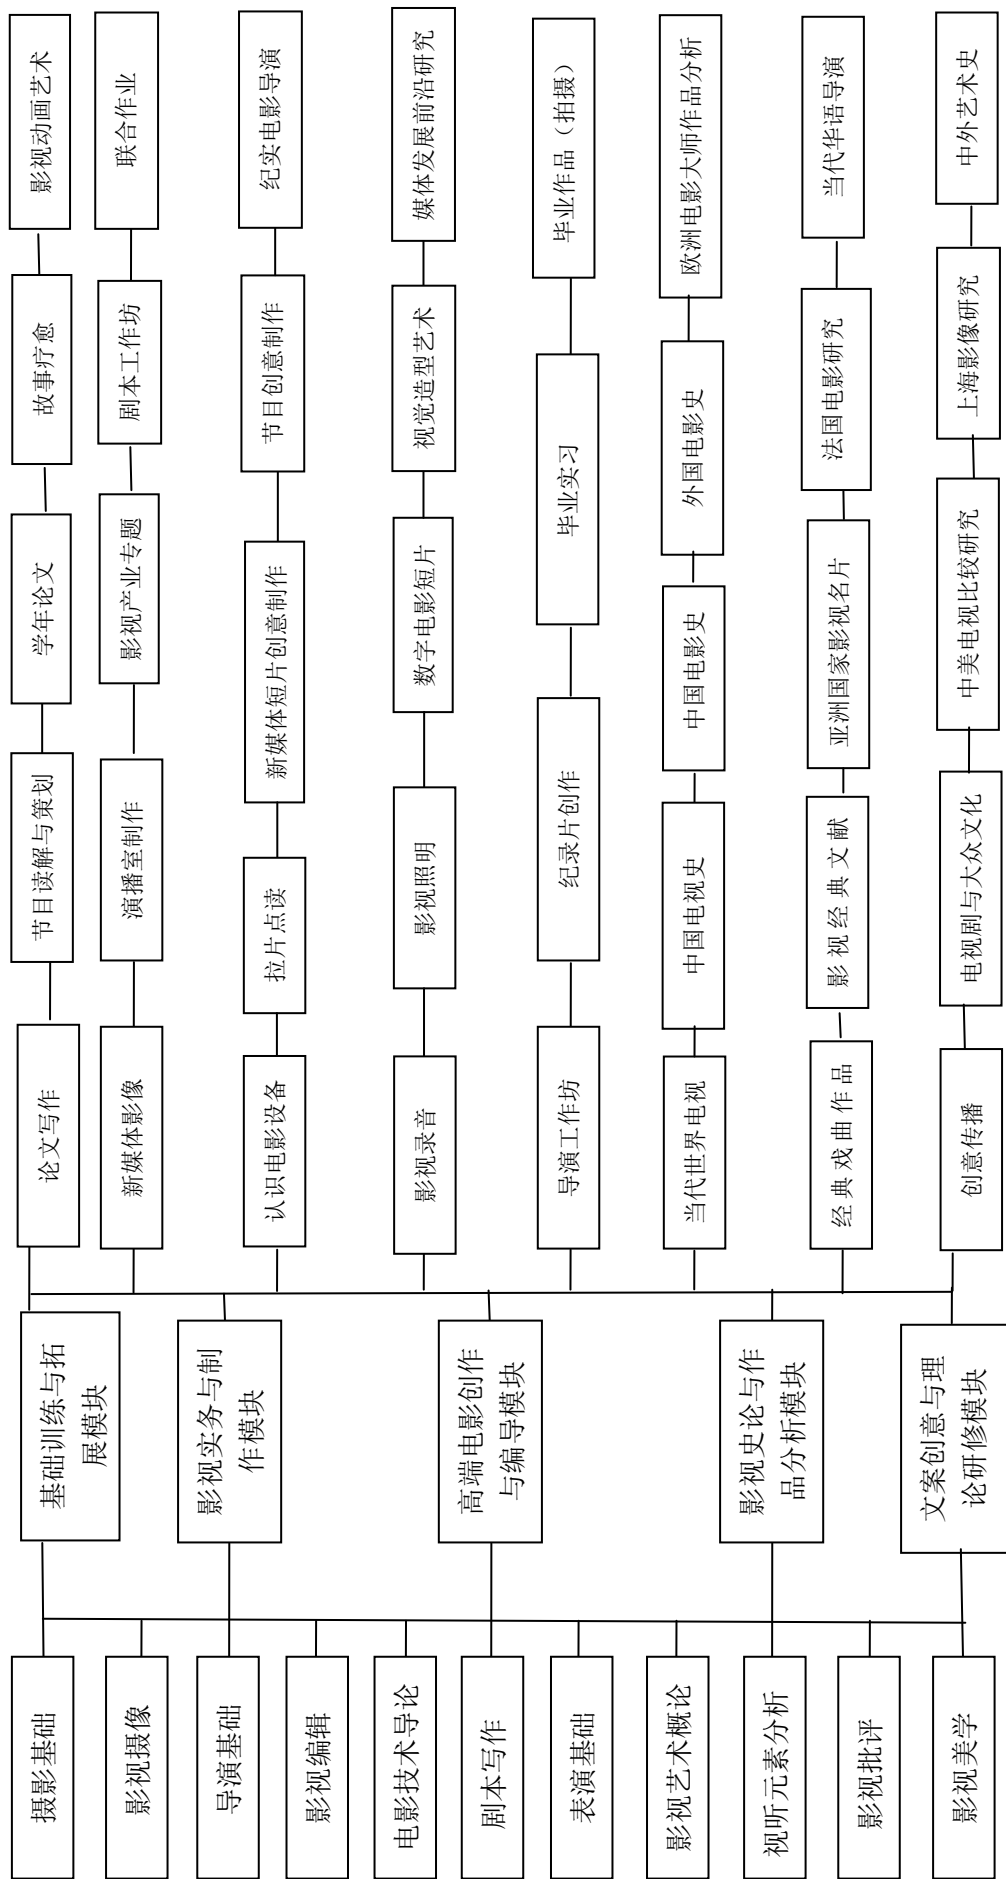 摄影基础
影视摄像
导演基础
影视编辑
电影技术导论
剧本写作
表演基础
影视艺术概论
视听元素分析
影视批评
影视美学
基础训练与拓
展模块
影视实务与制
作模块
高端电影创作
与编导模块
影视史论与作
品分析模块
文案创意与理
论研修模块
论文写作
节目读解与策划
学年论文
故事疗愈
影视动画艺术
新媒体影像
演播室制作
影视产业专题
剧本工作坊
联合作业
认识电影设备
拉片点读
新媒体短片创意制作
节目创意制作
纪实电影导演
影视录音
影视照明
数字电影短片
视觉造型艺术
媒体发展前沿研究
导演工作坊
纪录片创作
毕业实习
毕业作品（拍摄）
当代世界电视
中国电视史
中国电影史
外国电影史
欧洲电影大师作品分析
经典戏曲作品
影视经典文献
亚洲国家影视名片
法国电影研究
当代华语导演
创意传播
电视剧与大众文化
中美电视比较研究
上海影像研究
中外艺术史